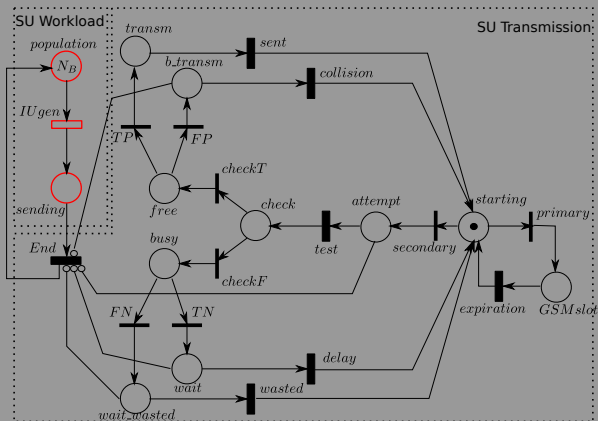 SU Workload
SU Transmission
population
transm
sent
N_B
b_transm
collision
IUgen
TP
FP
checkT
sending
free
check
attempt
starting
primary
End
busy
test
secondary
checkF
expiration
GSMslot
FN
TN
delay
wait
wasted
wait_wasted